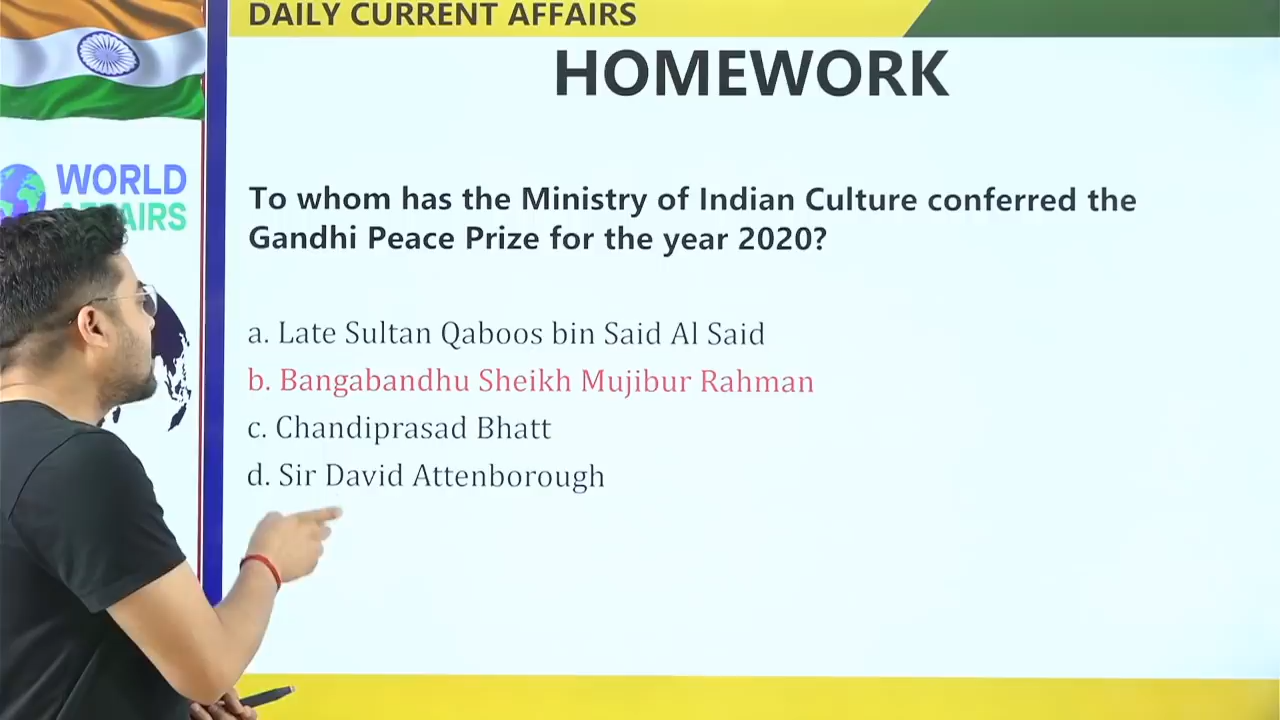 DAILY CURRENT AFFAIRS
HOMEWORK
WORLD
AFFAIRS
To whom has the Ministry of Indian Culture conferred the
Gandhi Peace Prize for the year 2020?
a. Late Sultan Qaboos bin Said Al Said
b. Bangabandhu Sheikh Mujibur Rahman
c. Chandiprasad Bhatt
d. Sir David Attenborough